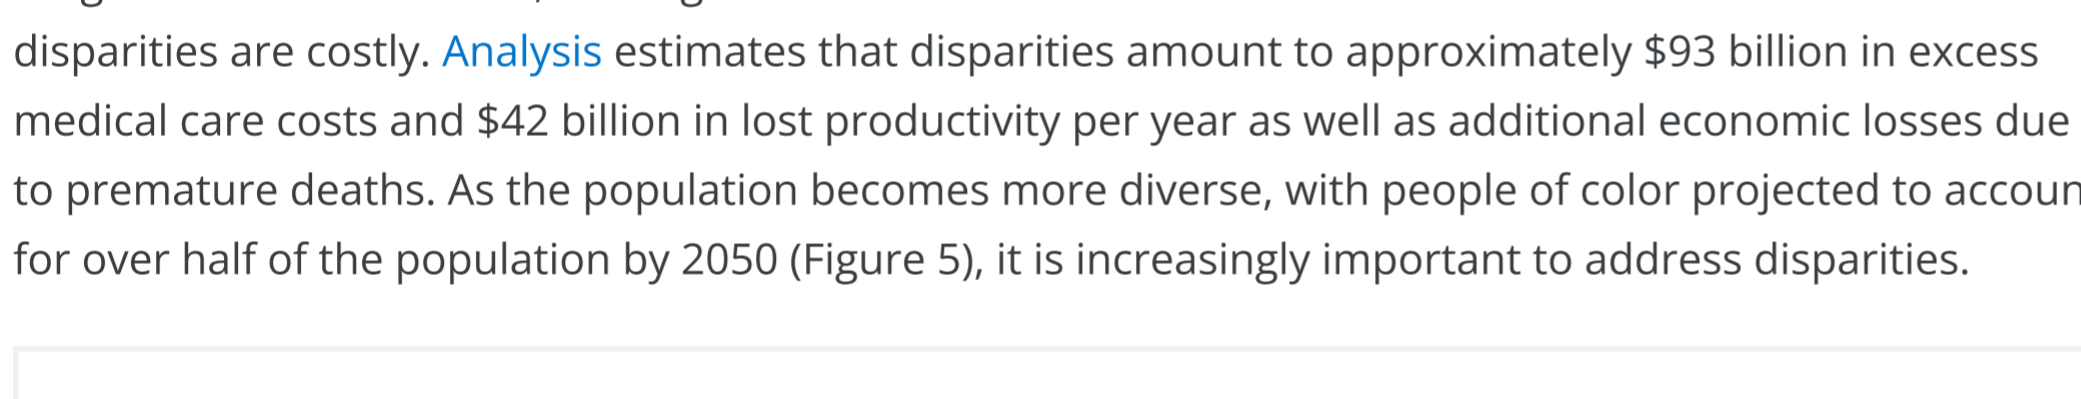 disparities are costly. Analysis estimates that disparities amount to approximately $93 billion in excess
medical care costs and $42 billion in lost productivity per year as well as additional economic losses due
to premature deaths. As the population becomes more diverse, with people of color projected to accoun
for over half of the population by 2050 (Figure 5), it is increasingly important to address disparities.